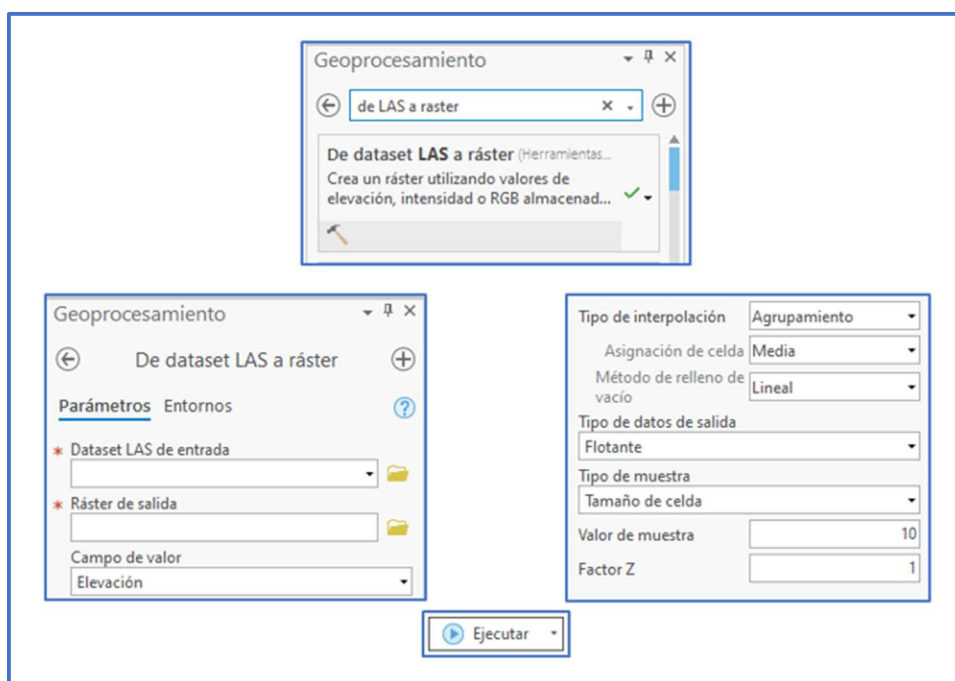 Geoprocesamiento
de LAS a raster
De dataset LAS a ráster (Herramientas...
Crea un ráster utilizando valores de
elevación, intensidad o RGB almacenad...
Geoprocesamiento
De dataset LAS a ráster
Parámetros Entornos
* Dataset LAS de entrada
* Ráster de salida
Campo de valor
Elevación
Tipo de interpolación Agrupamiento
Asignación de celda Media
Método de relleno de
vacío Lineal
Tipo de datos de salida
Flotante
Tipo de muestra
Tamaño de celda
Valor de muestra 10
Factor Z 1
Ejecutar